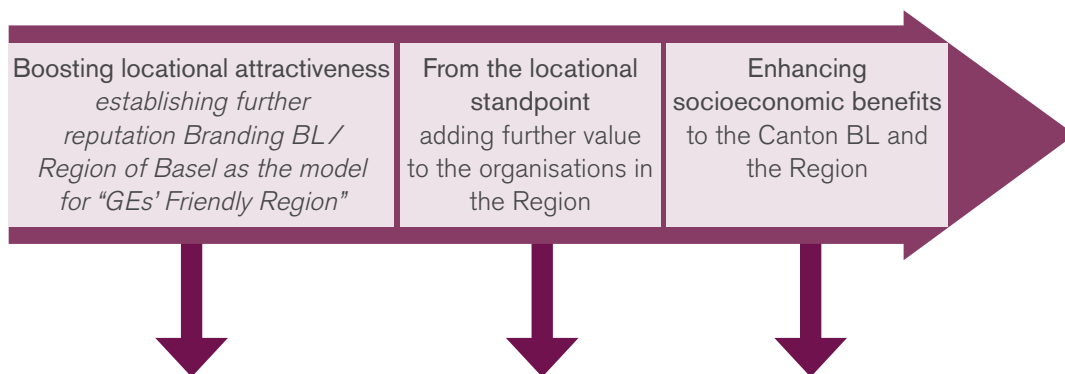 Boosting locational attractiveness
establishing further
reputation Branding BL /
Region of Basel as the model
for “GEs’ Friendly Region”
From the locational
standpoint
adding further value
to the organisations in
the Region
Enhancing
socioeconomic benefits
to the Canton BL and
the Region